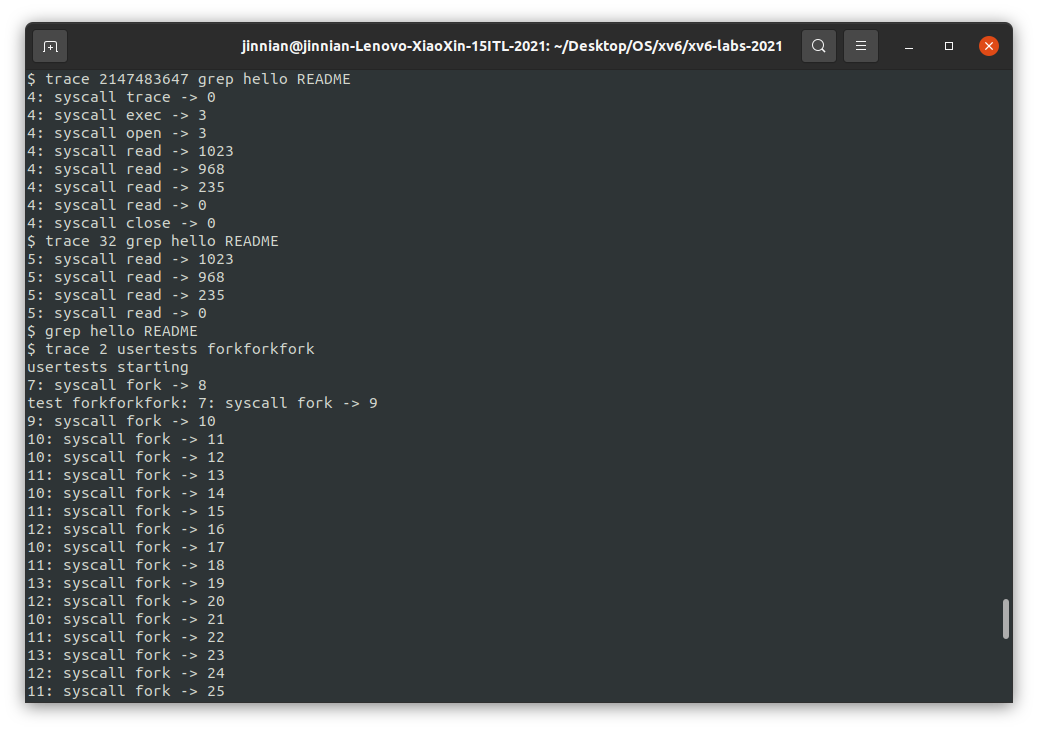 jinnian@jinnian-Lenovo-XiaoXin-15ITL-2021: ~/Desktop/OS/xv6/xv6-labs-2021
$ trace 2147483647 grep hello README
4: syscall trace -> 0
4: syscall exec -> 3
4: syscall open -> 3
4: syscall read -> 1023
4: syscall read -> 968
4: syscall read -> 235
4: syscall read -> 0
4: syscall close -> 0
$ trace 32 grep hello README
5: syscall read -> 1023
5: syscall read -> 968
5: syscall read -> 235
5: syscall read -> 0
$ grep hello README
$ trace 2 usertests forkforkfork
usertests starting
7: syscall fork -> 8
test forkforkfork: 7: syscall fork -> 9
9: syscall fork -> 10
10: syscall fork -> 11
10: syscall fork -> 12
11: syscall fork -> 13
10: syscall fork -> 14
11: syscall fork -> 15
12: syscall fork -> 16
10: syscall fork -> 17
11: syscall fork -> 18
13: syscall fork -> 19
12: syscall fork -> 20
10: syscall fork -> 21
11: syscall fork -> 22
13: syscall fork -> 23
12: syscall fork -> 24
11: syscall fork -> 25